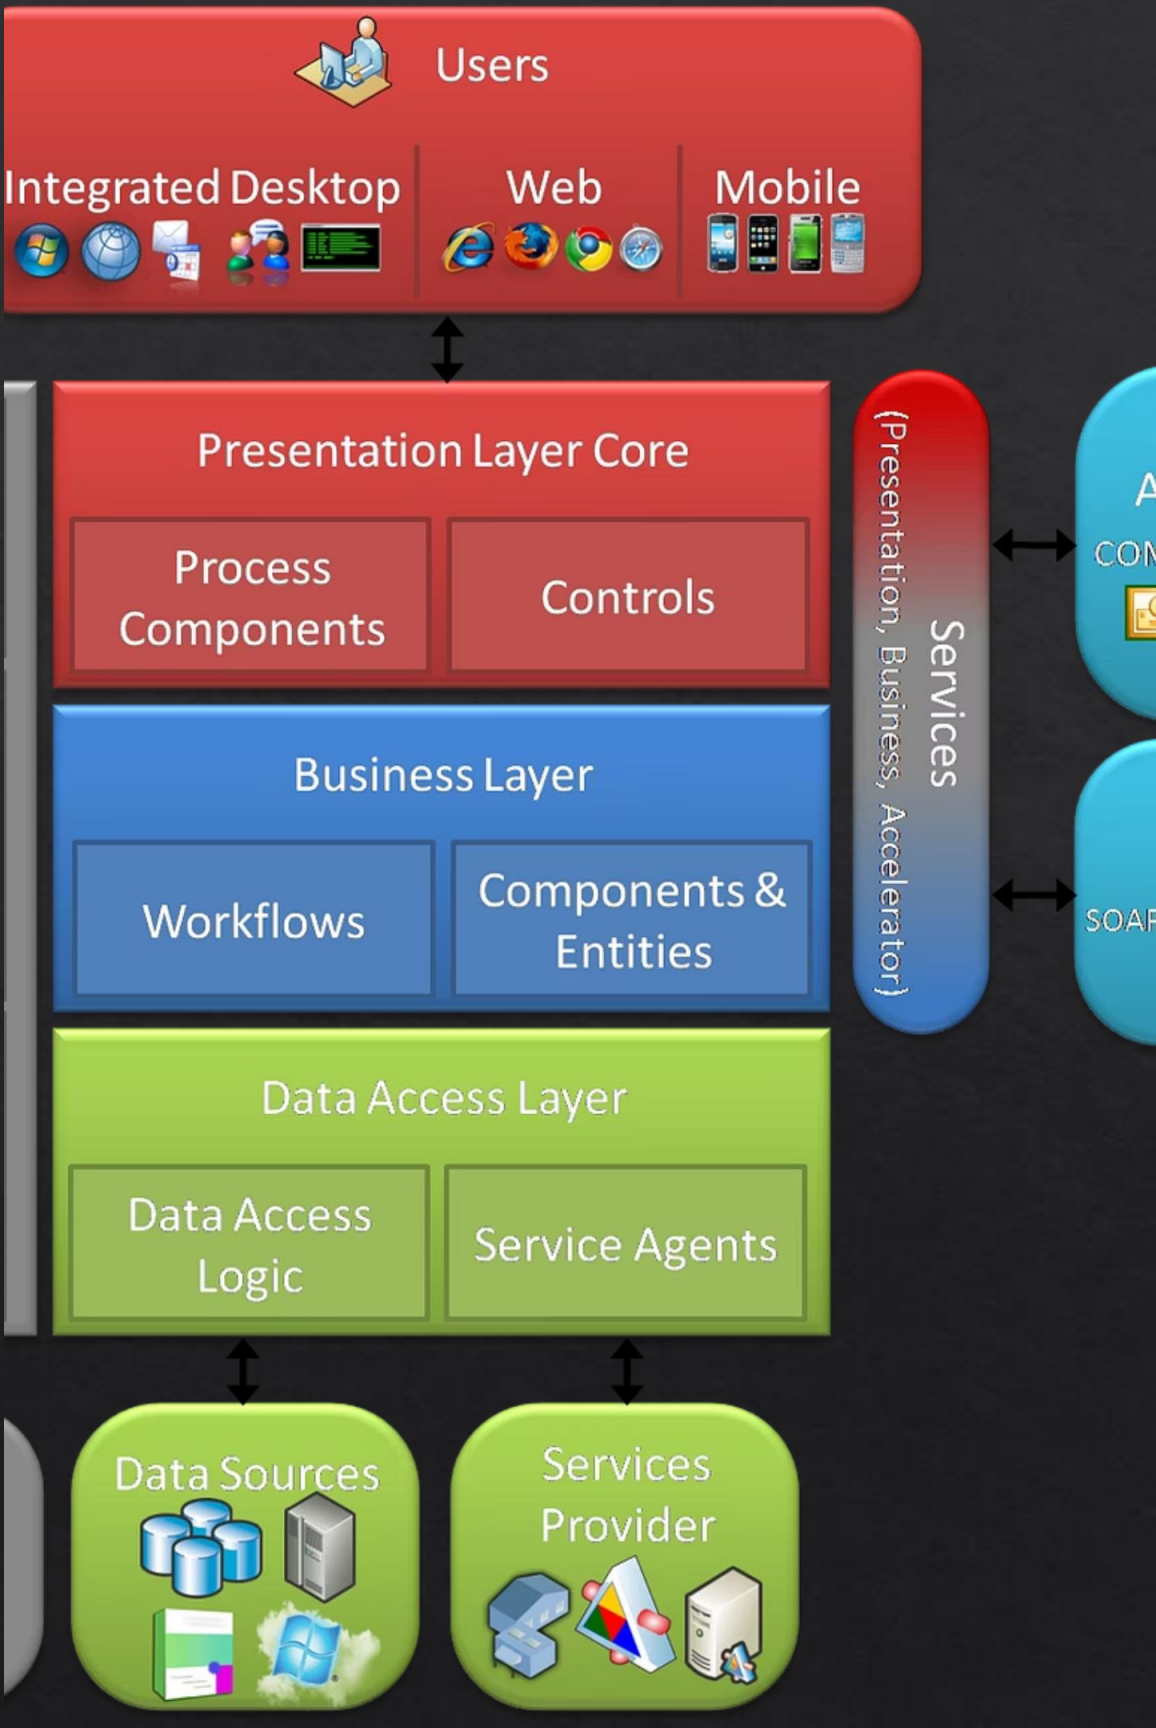 Users
Integrated Desktop
Web
Mobile
Presentation Layer Core
Process
Components
Controls
Services
(Presentation, Business, Accelerator)
Business Layer
Workflows
Components &
Entities
Data Access Layer
Data Access
Logic
Service Agents
Data Sources
Services
Provider